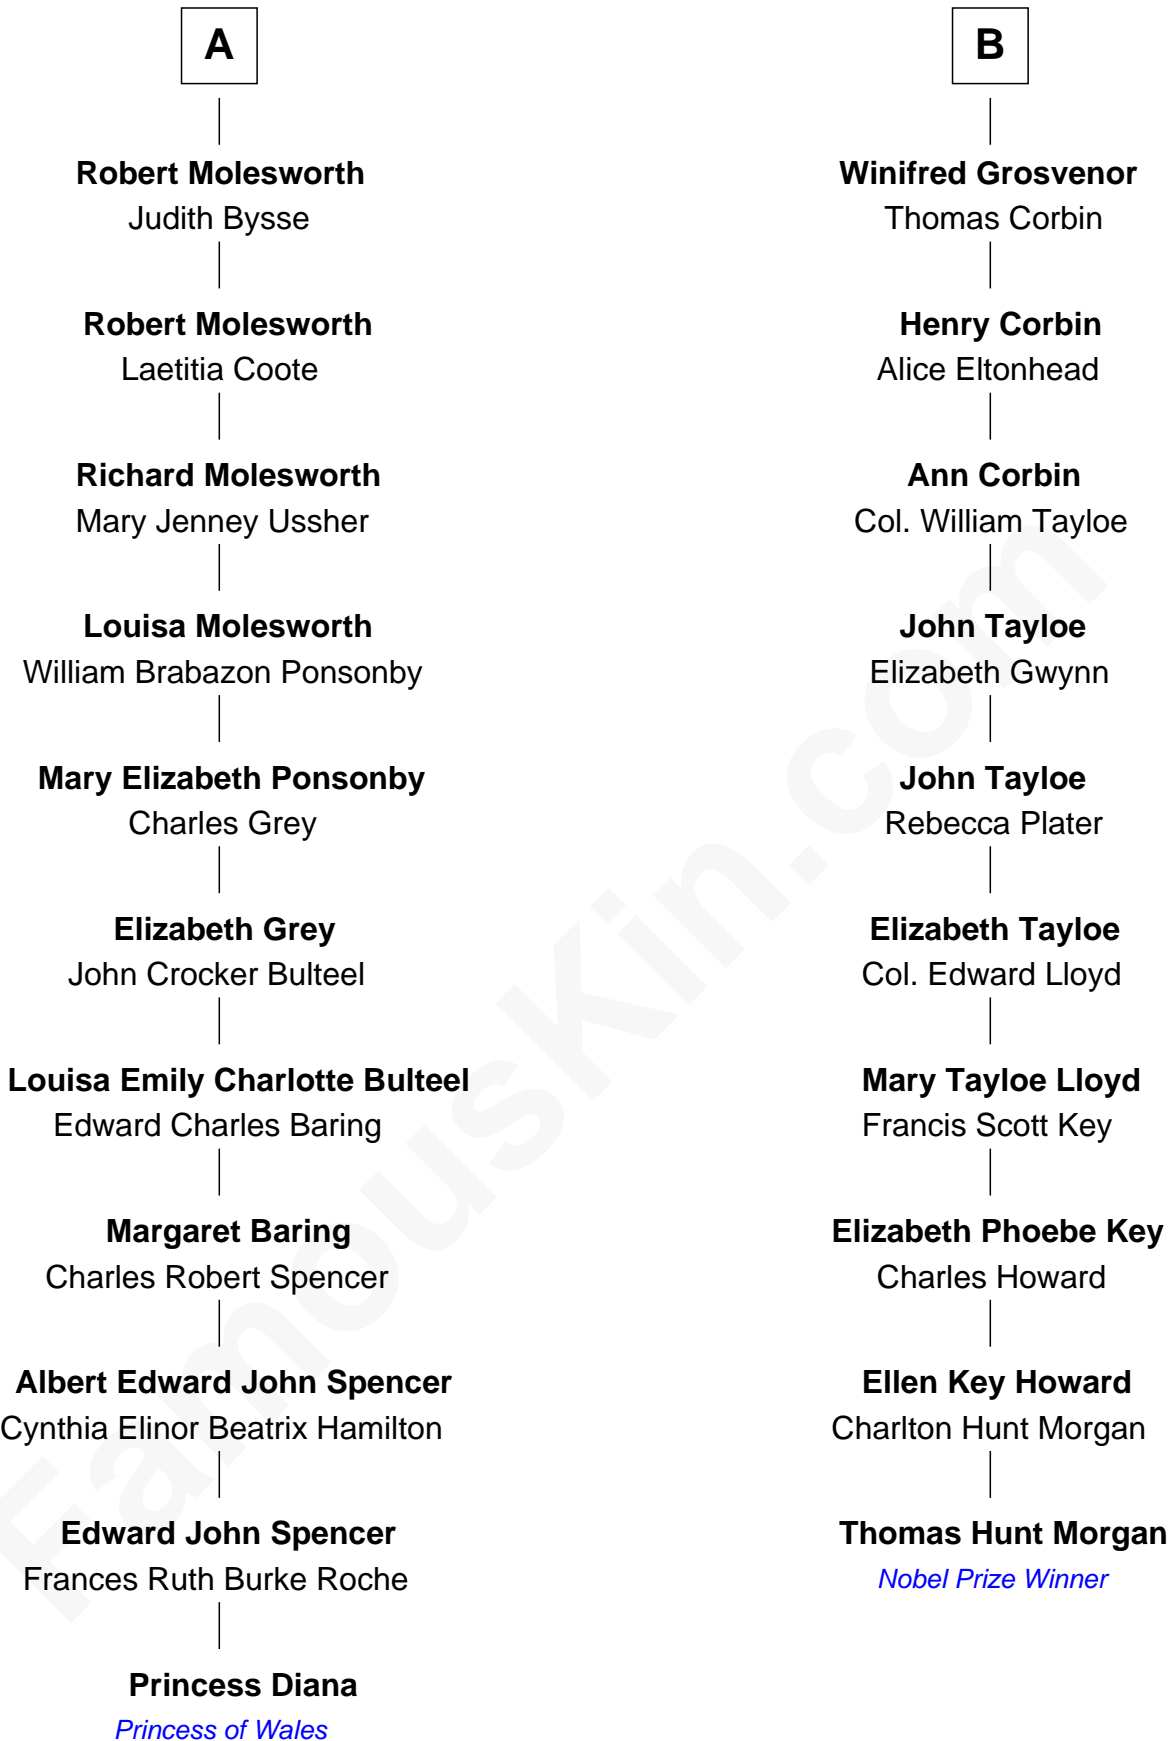 A
Robert Molesworth
Judith Bysse
Robert Molesworth
Laetitia Coote
Richard Molesworth
Mary Jenney Ussher
Louisa Molesworth
William Brabazon Ponsonby
Mary Elizabeth Ponsonby
Charles Grey
Elizabeth Grey
John Crocker Bulteel
Louisa Emily Charlotte Bulteel
Edward Charles Baring
Margaret Baring
Charles Robert Spencer
Albert Edward John Spencer
Cynthia Elinor Beatrix Hamilton
Edward John Spencer
Frances Ruth Burke Roche
Princess Diana
Princess of Wales
B
Winifred Grosvenor
Thomas Corbin
Henry Corbin
Alice Eltonhead
Ann Corbin
Col. William Tayloe
John Tayloe
Elizabeth Gwynn
John Tayloe
Rebecca Plater
Elizabeth Tayloe
Col. Edward Lloyd
Mary Tayloe Lloyd
Francis Scott Key
Elizabeth Phoebe Key
Charles Howard
Ellen Key Howard
Charlton Hunt Morgan
Thomas Hunt Morgan
Nobel Prize Winner
FamousKin.com